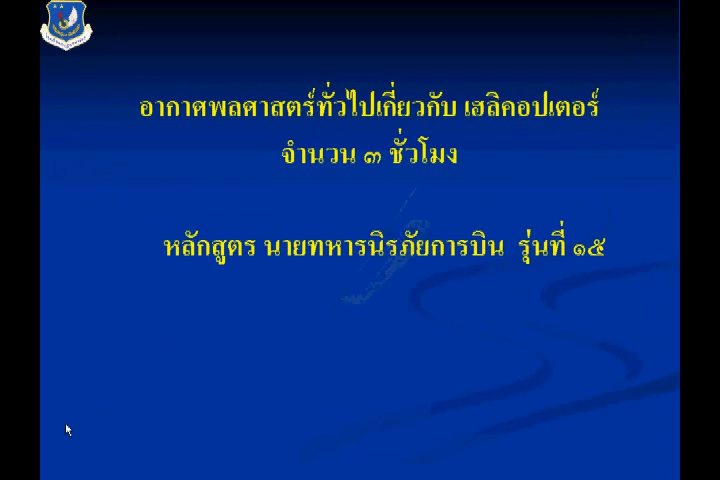 อากาศพลศาสตร์ทั่วไปเกี่ยวกับ เฮลิคอปเตอร์
จำนวน ๓ ชั่วโมง
หลักสูตร นายทหารนิรภัยการบิน รุ่นที่ ๑๕